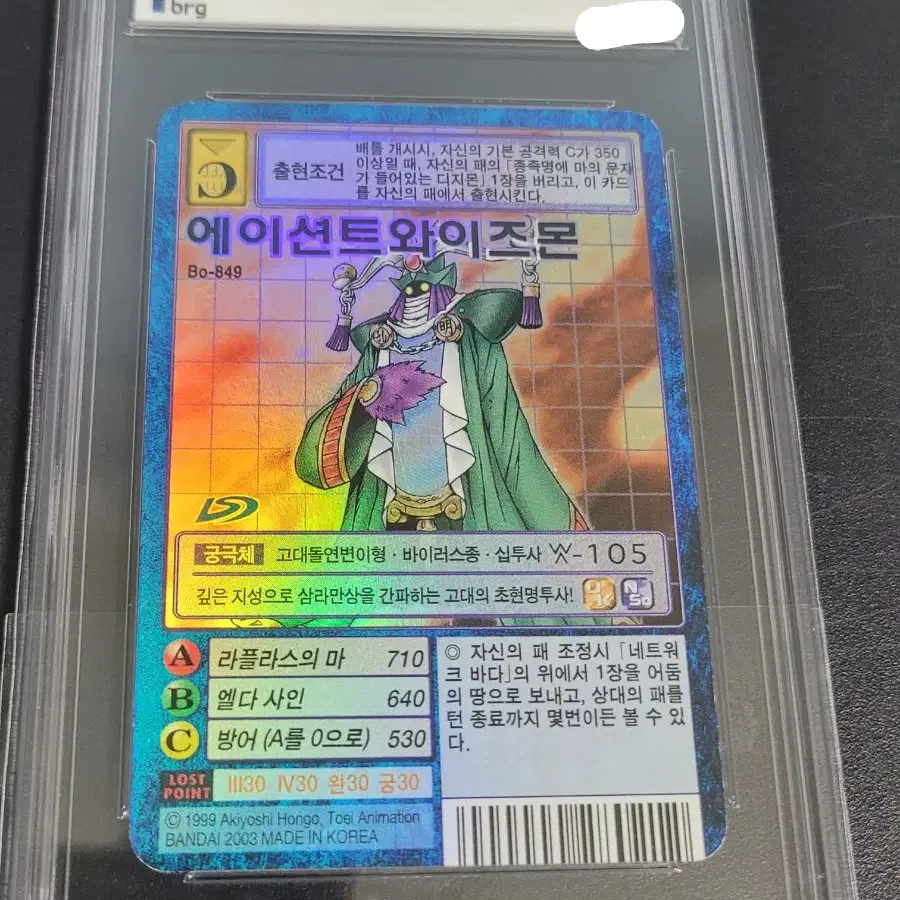 brg
출현조건
배틀 개시시, 자신의 기본 공격력 C가 350
이상일 때, 자신의 패의 「종족명에 마의 문자
가 들어있는 디지몬」 1장을 버리고, 이 카드
를 자신의 패에서 출현시킨다.
에이션트와이즈몬
Bo-849
궁극체 고대돌연변이형·바이러스종·십투사 W-105
깊은 지성으로 삼라만상을 간파하는 고대의 초현명투사!
A 라플라스의 마 710
B 엘다 사인 640
C 방어 (A를 0으로) 530
LOST
POINT
III30 IV30 완30 궁30
◎ 자신의 패 조정시 「네트워
크 바다」의 위에서 1장을 어둠
의 땅으로 보내고, 상대의 패를
턴 종료까지 몇번이든 볼 수 있
다.
© 1999 Akiyoshi Hongo, Toei Animation
BANDAI 2003 MADE IN KOREA